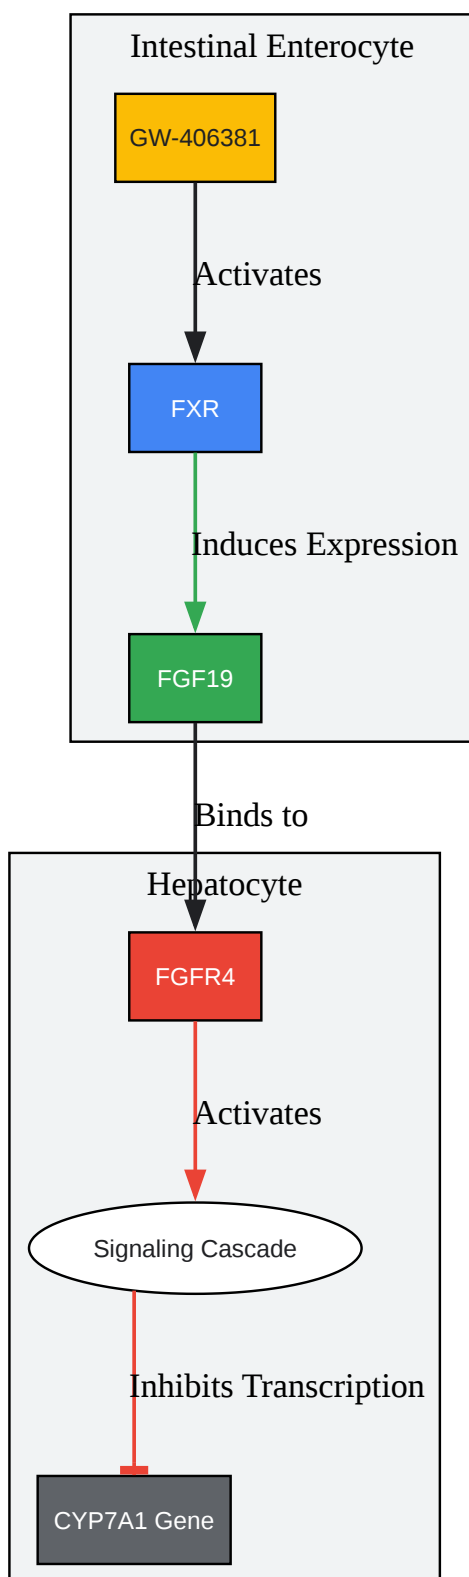 Intestinal Enterocyte
GW-406381
Activates
FXR
Induces Expression
FGF19
Binds to
Hepatocyte
FGFR4
Activates
Signaling Cascade
Inhibits Transcription
CYP7A1 Gene